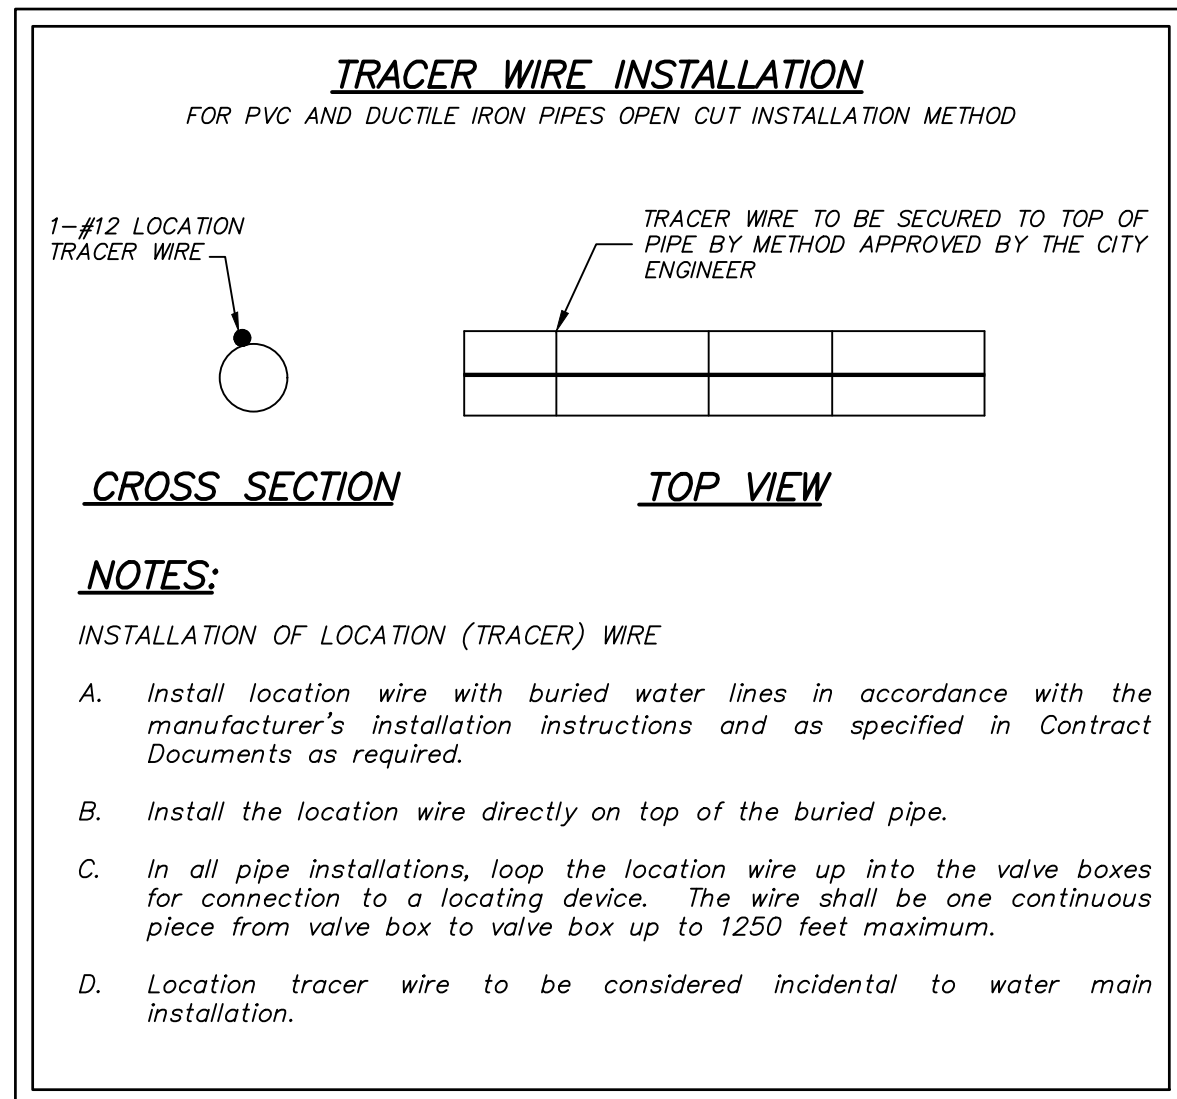 TRACER WIRE INSTALLATION
FOR PVC AND DUCTILE IRON PIPES OPEN CUT INSTALLATION METHOD
1-#12 LOCATION
TRACER WIRE
TRACER WIRE TO BE SECURED TO TOP OF
PIPE BY METHOD APPROVED BY THE CITY
ENGINEER
CROSS SECTION
TOP VIEW
NOTES:
INSTALLATION OF LOCATION (TRACER) WIRE
A. Install location wire with buried water lines in accordance with the
manufacturer's installation instructions and as specified in Contract
Documents as required.
B. Install the location wire directly on top of the buried pipe.
C. In all pipe installations, loop the location wire up into the valve boxes
for connection to a locating device. The wire shall be one continuous
piece from valve box to valve box up to 1250 feet maximum.
D. Location tracer wire to be considered incidental to water main
installation.